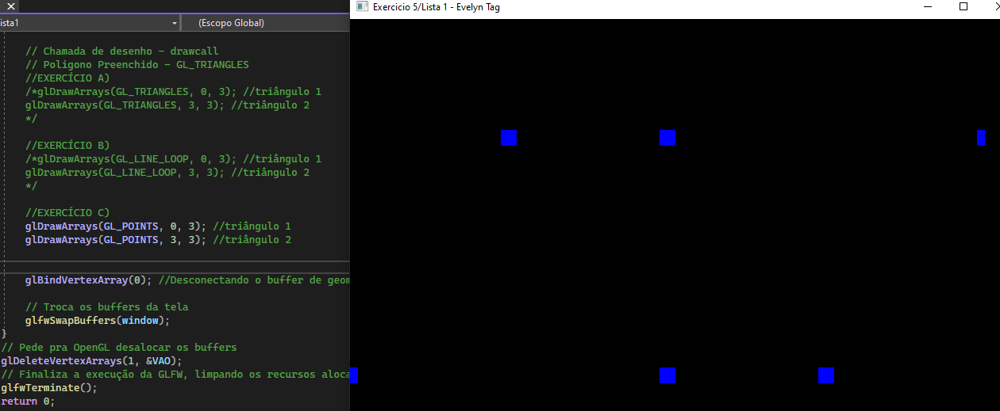 Exercicio 5/Lista 1 - Evelyn Tag
ista1
(Escopo Global)
// Chamada de desenho - drawcall
// Poligono Preenchido - GL_TRIANGLES
//EXERCÍCIO A)
/*glDrawArrays(GL_TRIANGLES, 0, 3); //triângulo 1
glDrawArrays(GL_TRIANGLES, 3, 3); //triângulo 2
*/
//EXERCÍCIO B)
/*glDrawArrays(GL_LINE_LOOP, 0, 3); //triângulo 1
glDrawArrays(GL_LINE_LOOP, 3, 3); //triângulo 2
*/
//EXERCÍCIO C)
glDrawArrays(GL_POINTS, 0, 3); //triângulo 1
glDrawArrays(GL_POINTS, 3, 3); //triângulo 2
glBindVertexArray(0); //Desconectando o buffer de geom
// Troca os buffers da tela
glfwSwapBuffers(window);
}
// Pede pra OpenGL desalocar os buffers
glDeleteVertexArrays(1, &VAO);
// Finaliza a execução da GLFW, limpando os recursos aloca
glfwTerminate();
return 0;